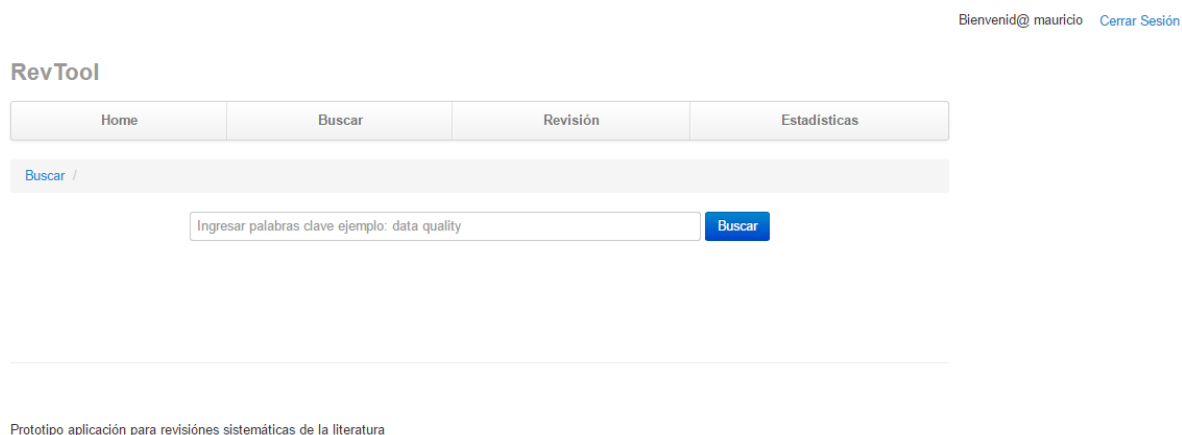 Bienvenid@ mauricio Cerrar Sesión
RevTool
Home Buscar Revisión Estadísticas
Buscar /
Ingresar palabras clave ejemplo: data quality Buscar
Prototipo aplicación para revisiónes sistemáticas de la literatura